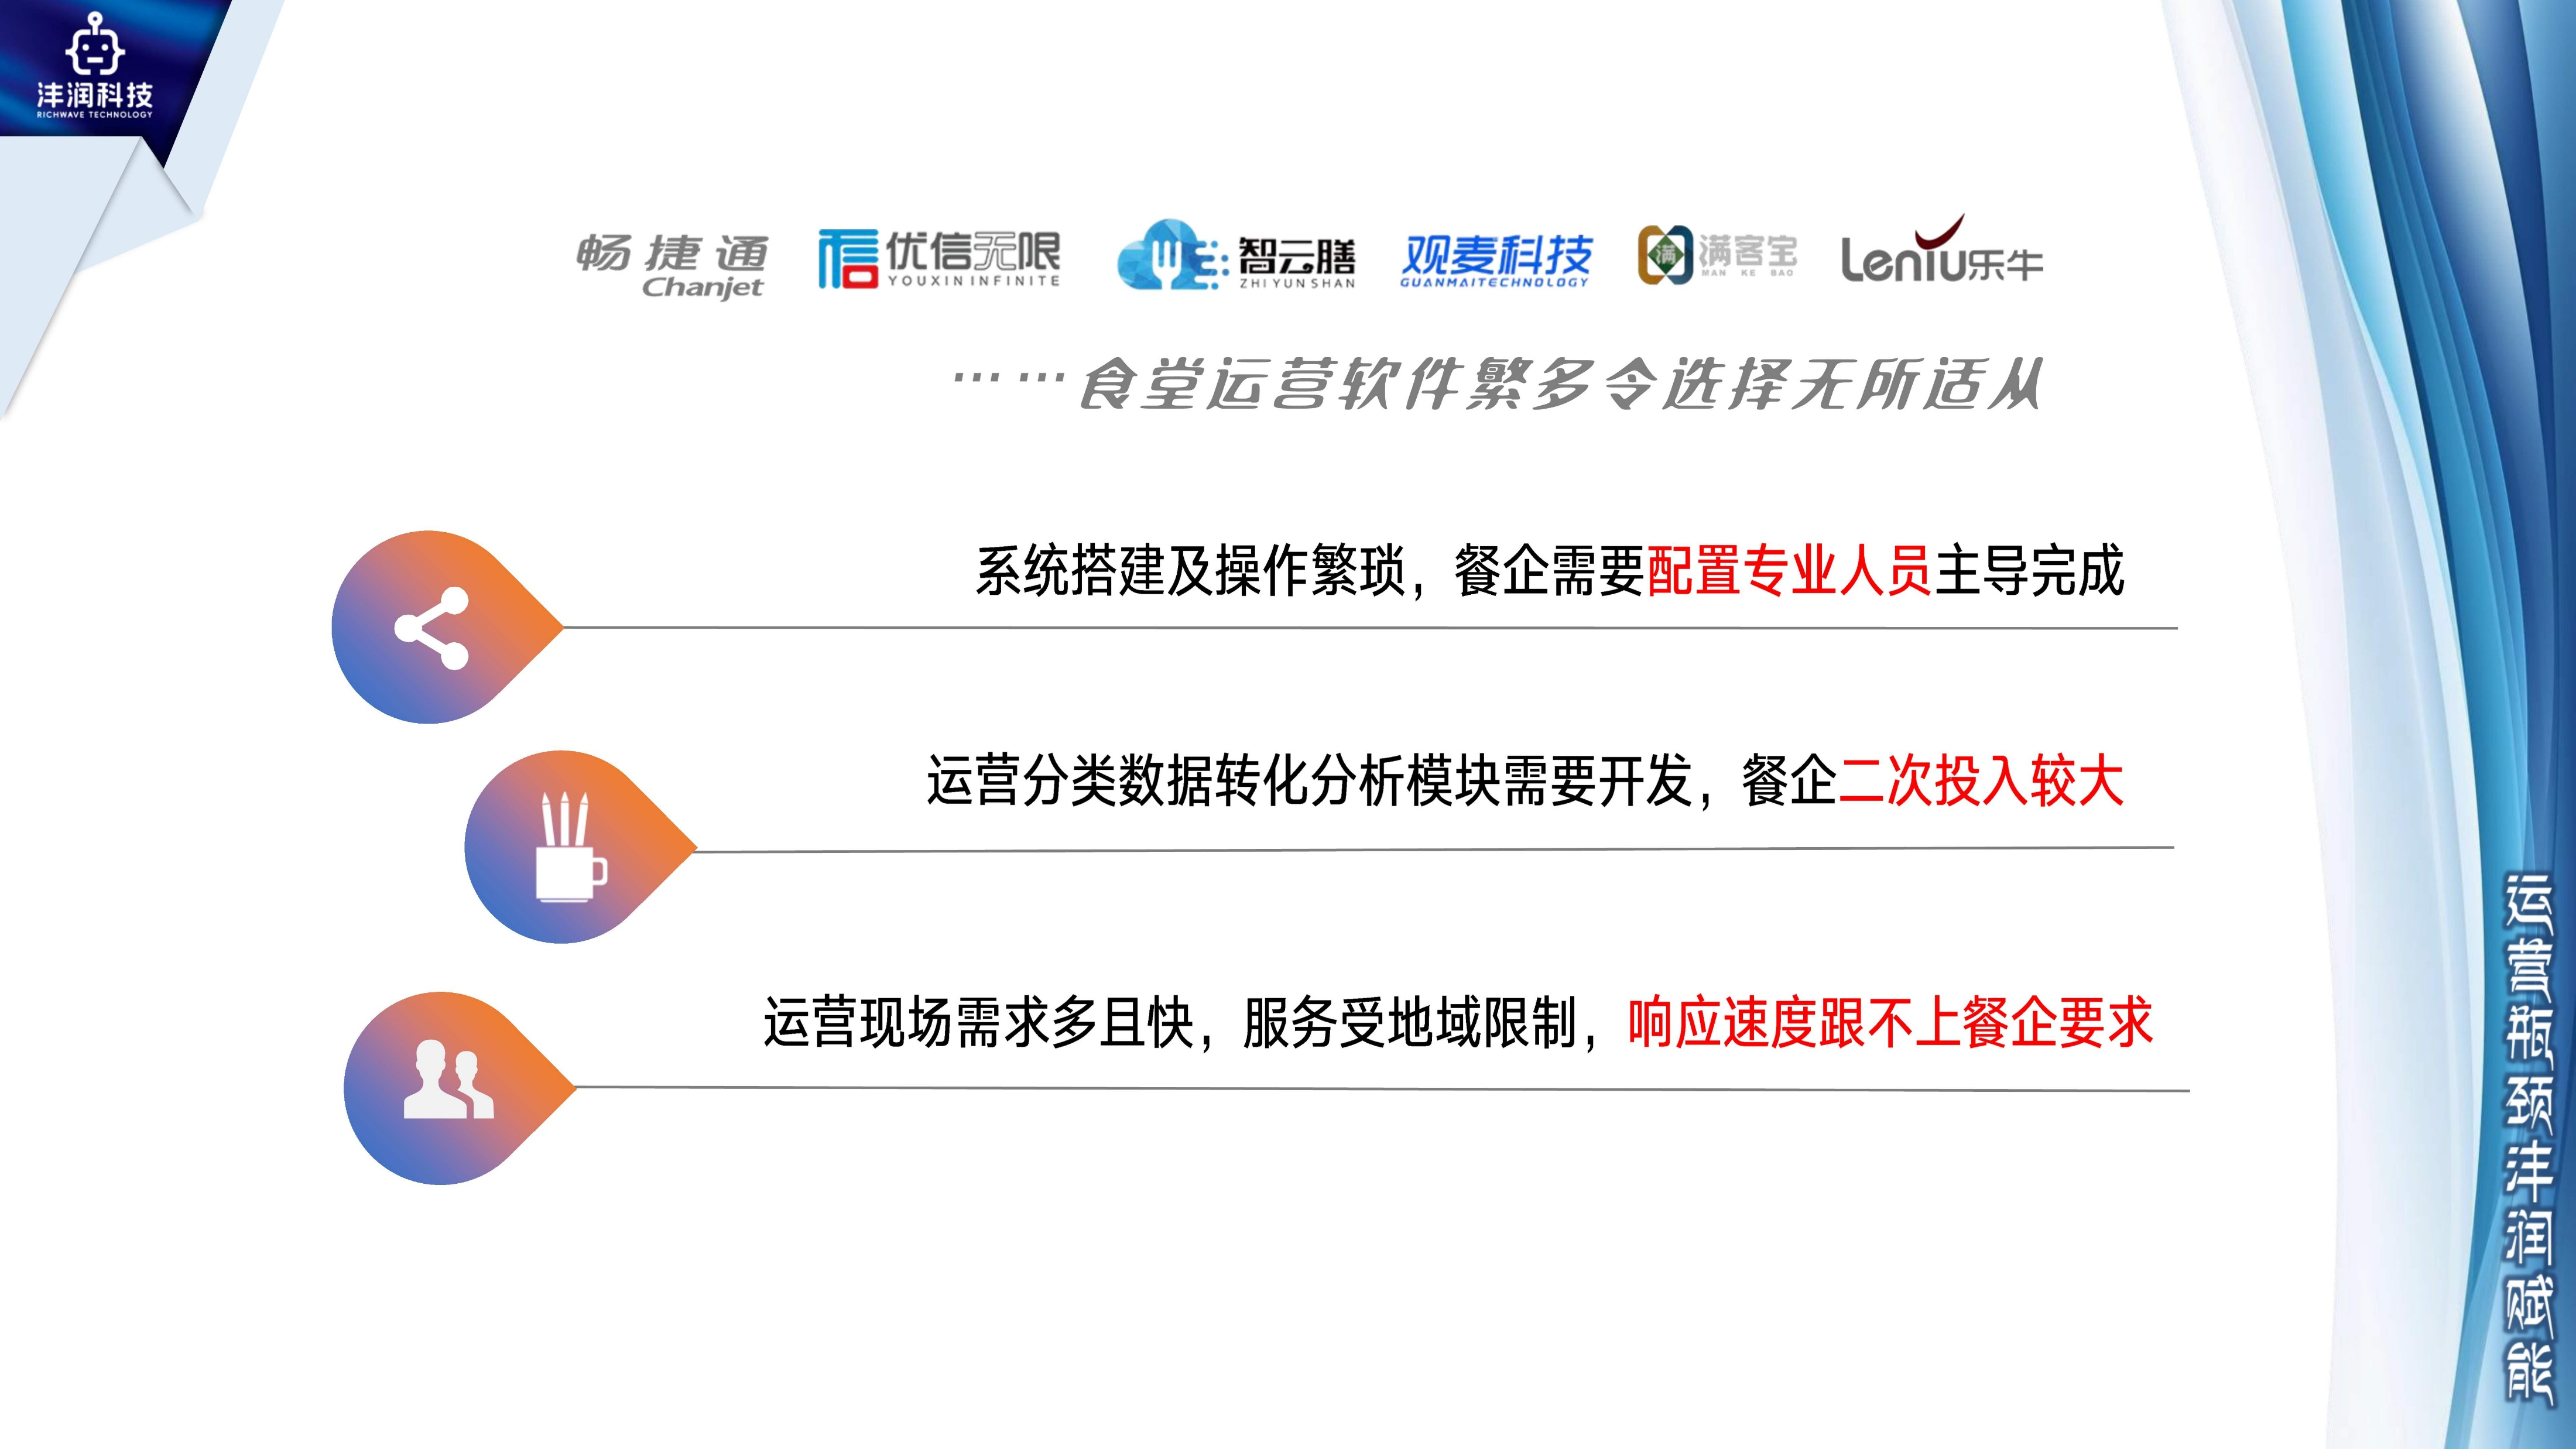 沣润科技
RICHWAVE TECHNOLOGY
畅捷通
Chanjet
信 优信无限
YOUXIN INFINITE
智云膳
ZHI YUN SHAN
观麦科技
GUANMAITECHNOLOGY
满 满客宝
MAN KE BAO
Leniu乐牛
……食堂运营软件繁多令选择无所适从
系统搭建及操作繁琐，餐企需要配置专业人员主导完成
运营分类数据转化分析模块需要开发，餐企二次投入较大
运营现场需求多且快，服务受地域限制，响应速度跟不上餐企要求
运营瓶颈沣润赋能